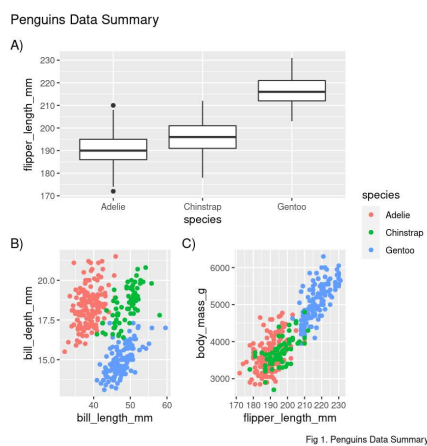 Penguins Data Summary
A)
flipper_length_mm
230
220
210
200
190
180
170
Adelie Chinstrap Gentoo
species
species
Adelie
Chinstrap
Gentoo
B)
bill_depth_mm
20.0
17.5
15.0
40 50 60
bill_length_mm
C)
body_mass_g
6000
5000
4000
3000
170 180 190 200 210 220 230
flipper_length_mm
Fig 1. Penguins Data Summary